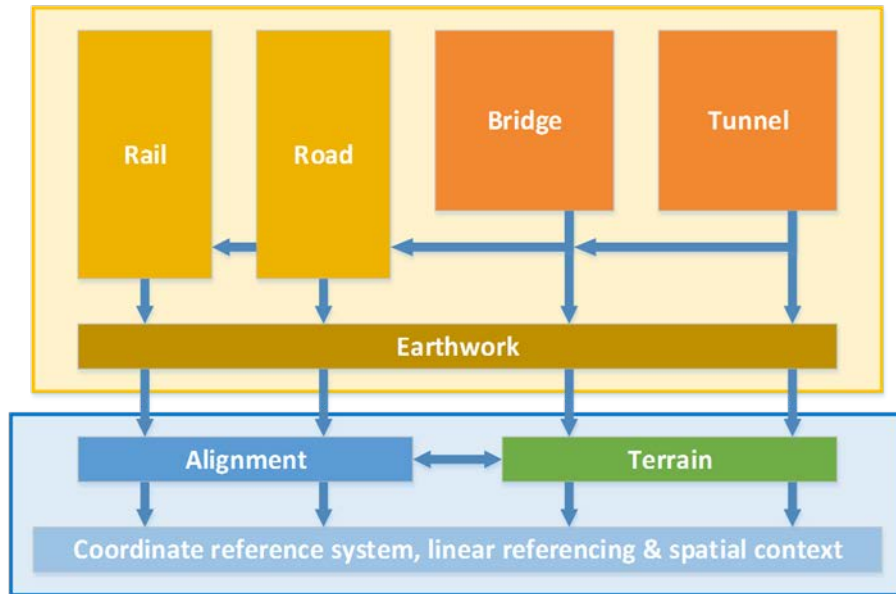 Rail
Road
Bridge
Tunnel
Earthwork
Alignment
Terrain
Coordinate reference system, linear referencing & spatial context